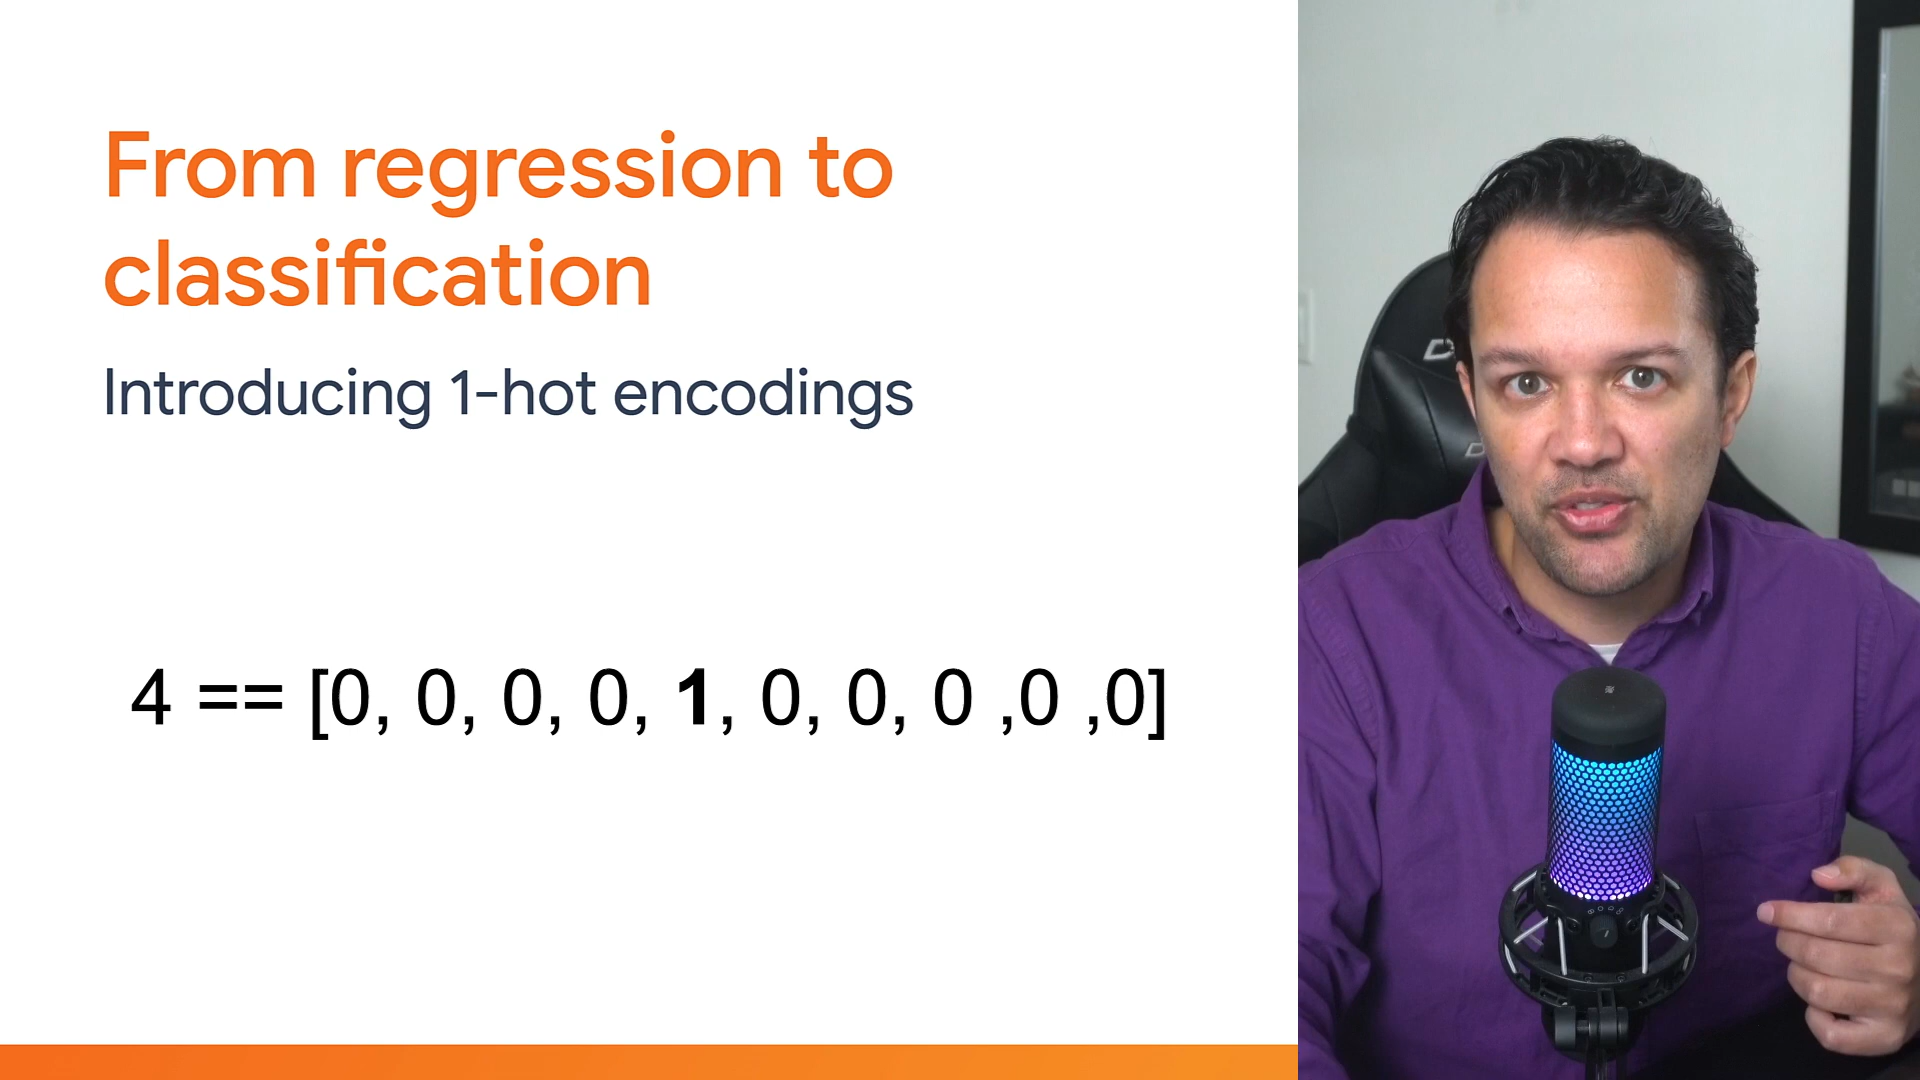 From regression to
classification
Introducing 1-hot encodings
4 == [0, 0, 0, 0, 1, 0, 0, 0 ,0 ,0]